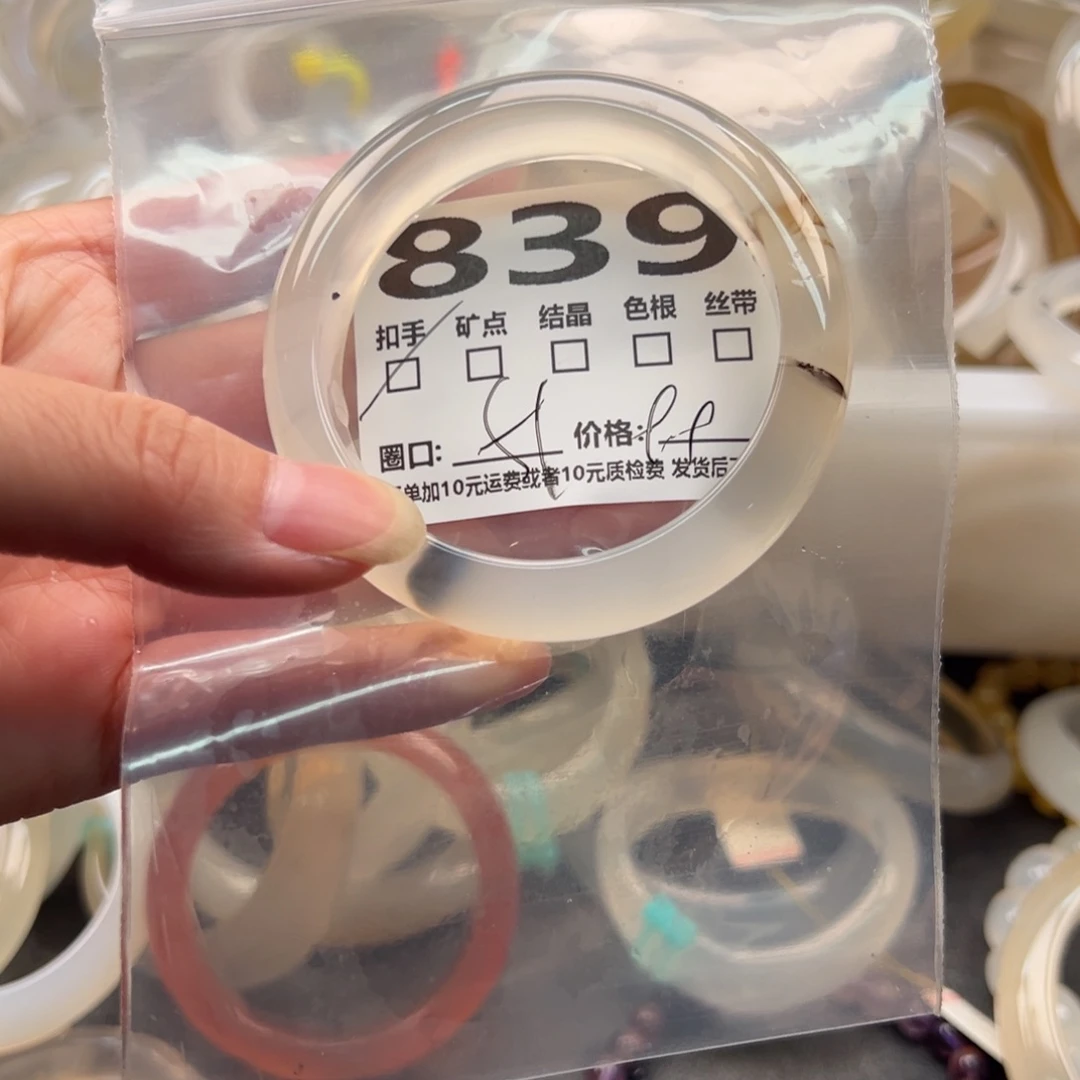 839
扣手 矿点 结晶 色根 丝带
圈口: 价格:
单加10元运费或者10元质检费 发货后